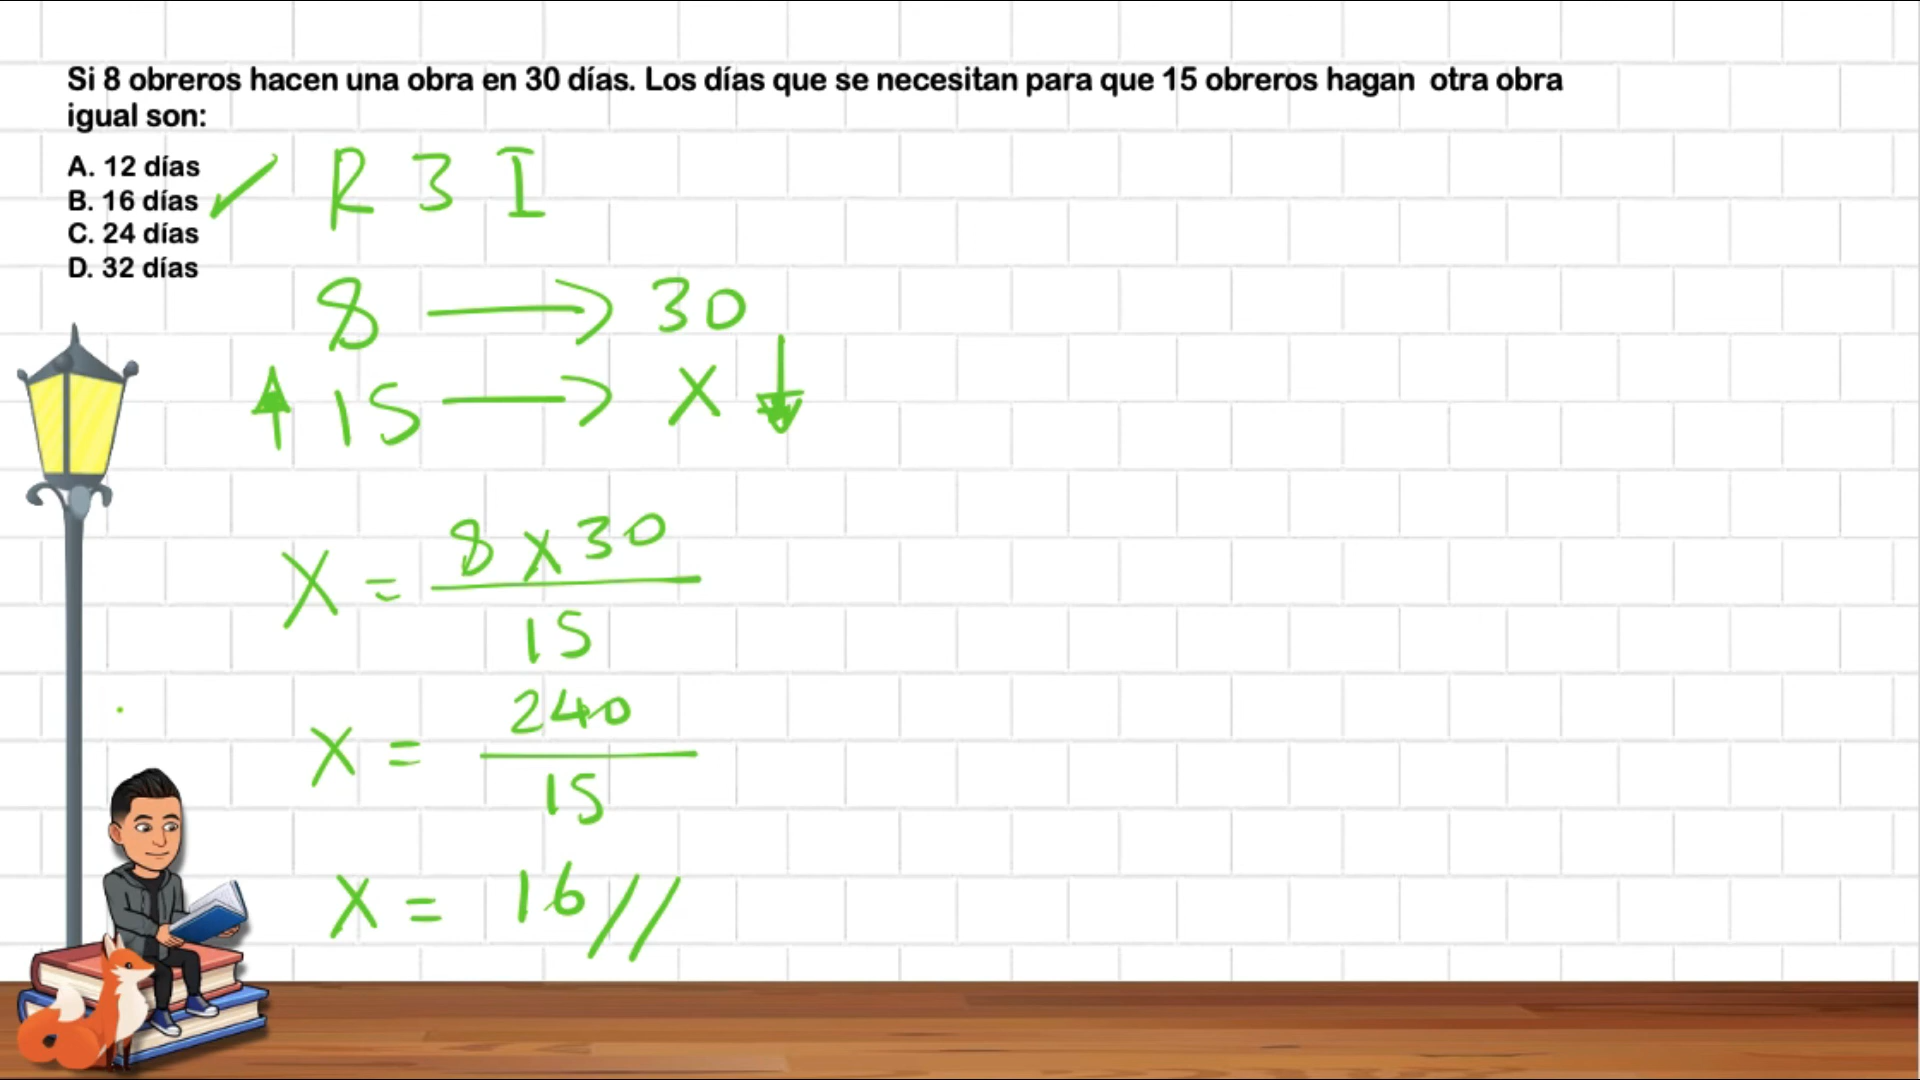 Si 8 obreros hacen una obra en 30 días. Los días que se necesitan para que 15 obreros hagan otra obra
igual son:
A. 12 días
B. 16 días ✓
C. 24 días
D. 32 días
R 3 I
8 → 30
↑ 15 → X ↓
X = 8 x 30 / 15
X = 240 / 15
X = 16 //